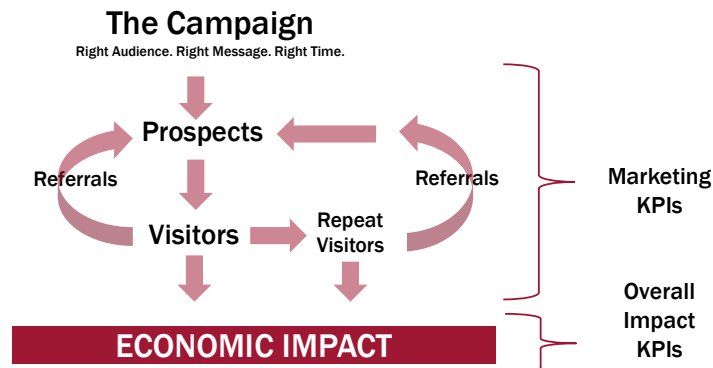 The Campaign
Right Audience. Right Message. Right Time.
Prospects
Referrals
Referrals
Marketing
KPIs
Visitors
Repeat
Visitors
Overall
Impact
KPIs
ECONOMIC IMPACT